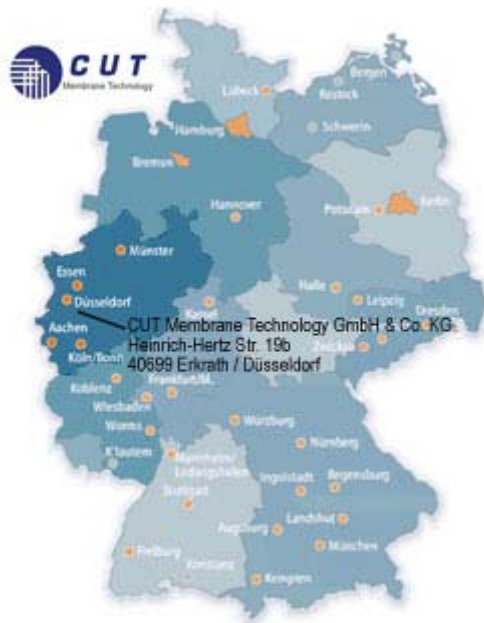 CUT
Membrane Technology
Bergen
Rostock
Lübeck
Schwerin
Hamburg
Bremen
Berlin
Potsdam
Hannover
Münster
Essen
Halle
Leipzig
Düsseldorf
Kassel
Dresden
CUT Membrane Technology GmbH & Co. KG
Aachen
Heinrich-Hertz Str. 19b
Köln/Bonn
Zwickau
40699 Erkrath / Düsseldorf
Koblenz
Frankfurt/M.
Wiesbaden
Würzburg
Worms
Nürnberg
Mannheim/
Ludwigshafen
K'lautern
Ingolstadt
Regensburg
Stuttgart
Landshut
Augsburg
München
Freiburg
Konstanz
Kempten